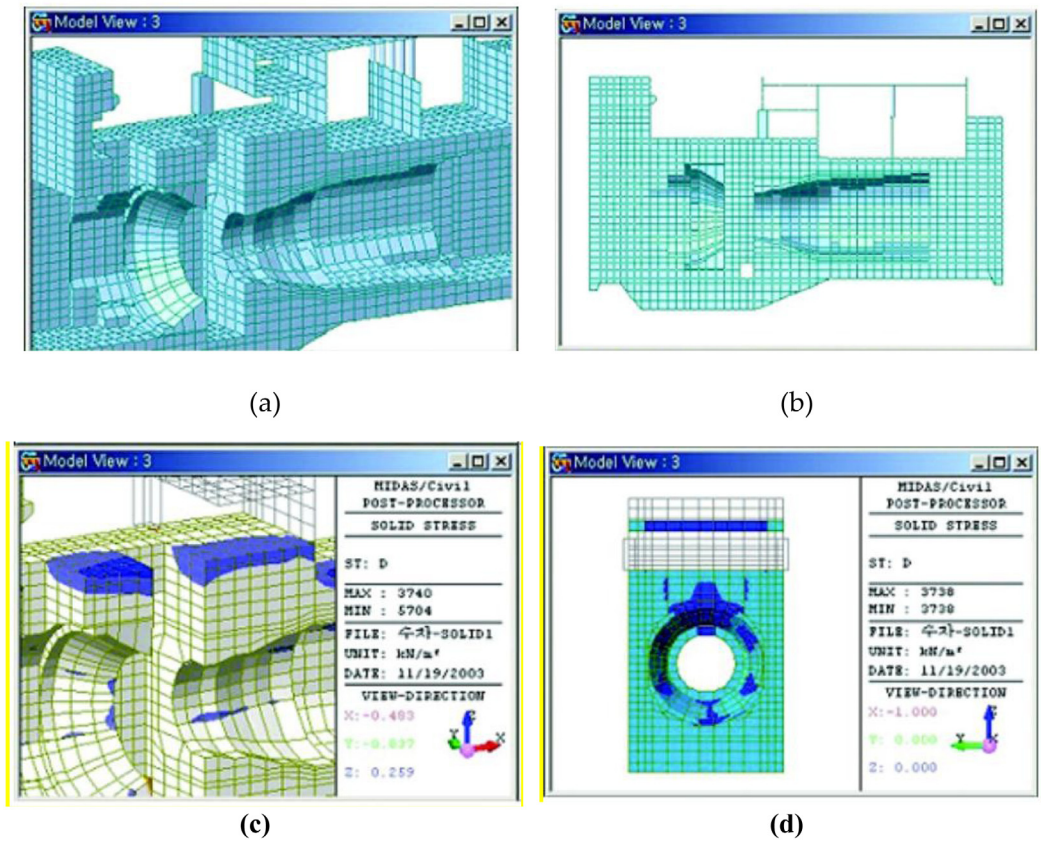 Model View : 3
Model View : 3
(a)
(b)
Model View : 3
MIDAS/Civil
POST-PROCESSOR
SOLID STRESS
ST: D
MAX : 3740
MIN : 5704
FILE: 수차-SOLID1
UNIT: kN/m²
DATE: 11/19/2003
VIEW-DIRECTION
X:-0.483
Y:-0.837
Z: 0.259
Z
Y
X
(c)
Model View : 3
MIDAS/Civil
POST-PROCESSOR
SOLID STRESS
ST: D
MAX : 3738
MIN : 3738
FILE: 수차-SOLID1
UNIT: kN/m²
DATE: 11/19/2003
VIEW-DIRECTION
X:-1.000
Y: 0.000
Z: 0.000
Z
Y
X
(d)